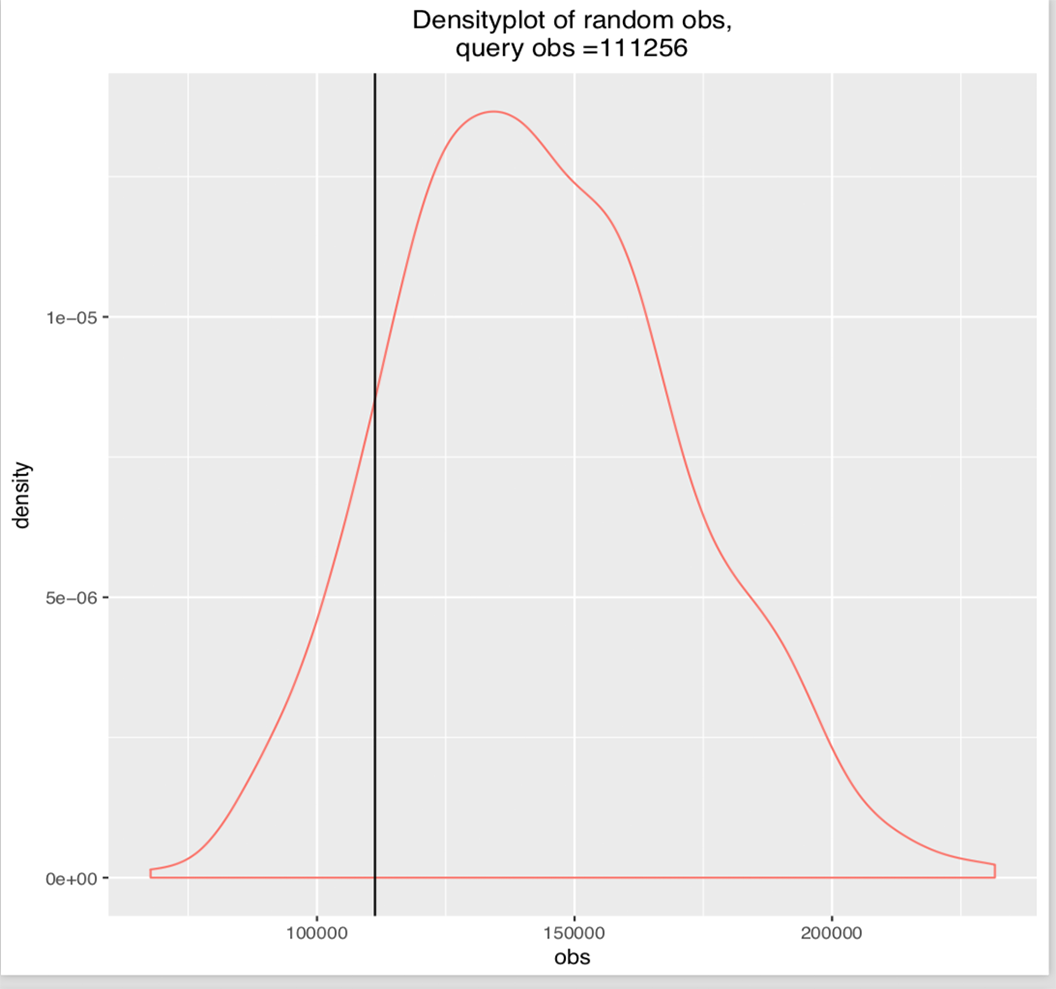 Densityplot of random obs,
query obs =111256
density
1e−05
5e−06
0e+00
100000 150000 200000
obs